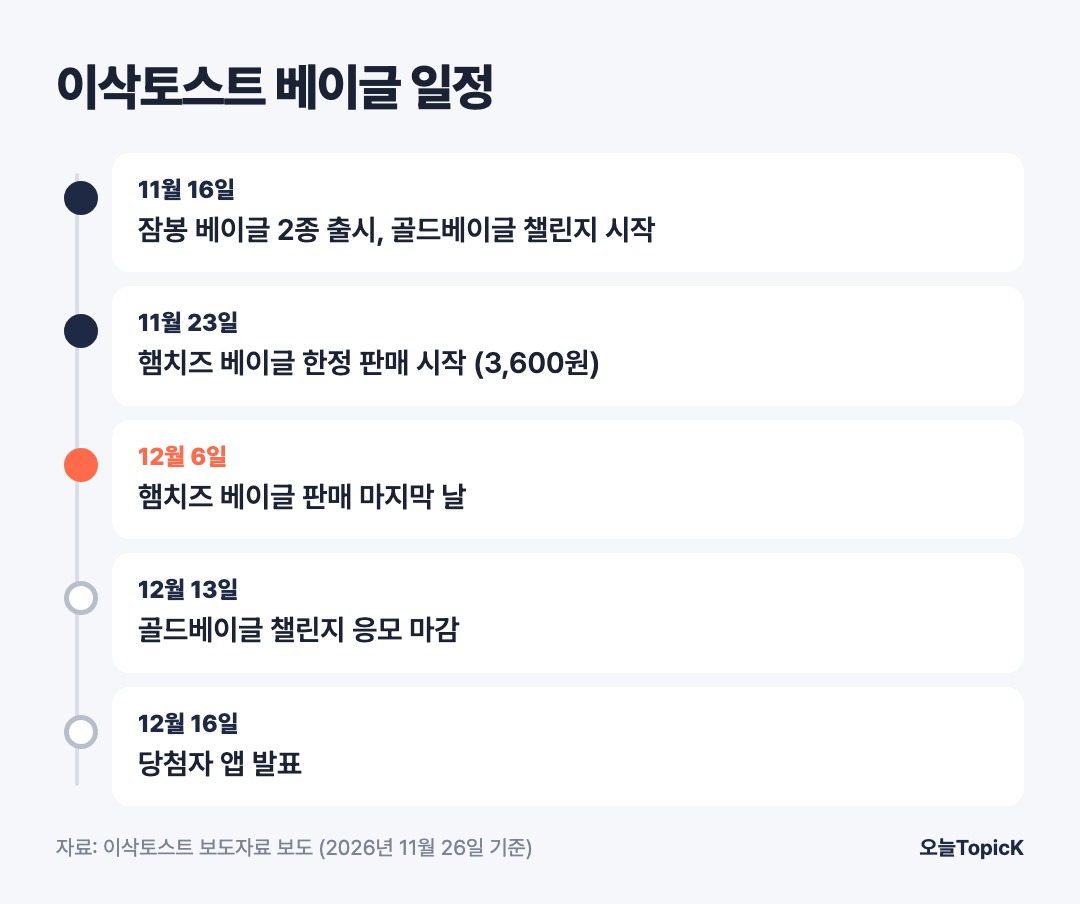 이삭토스트 베이글 일정
11월 16일
잠봉 베이글 2종 출시, 골드베이글 챌린지 시작
11월 23일
햄치즈 베이글 한정 판매 시작 (3,600원)
12월 6일
햄치즈 베이글 판매 마지막 날
12월 13일
골드베이글 챌린지 응모 마감
12월 16일
당첨자 앱 발표
자료: 이삭토스트 보도자료 보도 (2026년 11월 26일 기준)
오늘TopicK